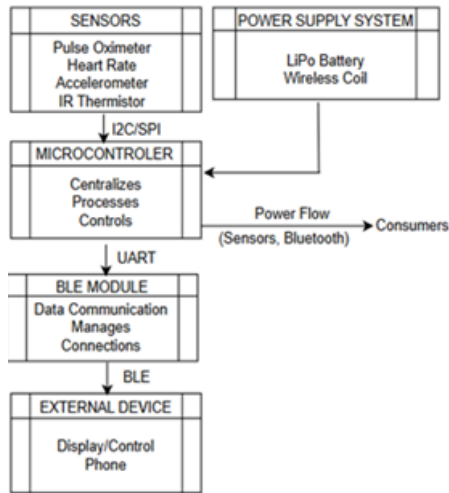 SENSORS
Pulse Oximeter
Heart Rate
Accelerometer
IR Thermistor
POWER SUPPLY SYSTEM
LiPo Battery
Wireless Coil
I2C/SPI
MICROCONTROLER
Centralizes
Processes
Controls
Power Flow
(Sensors, Bluetooth)
Consumers
UART
BLE MODULE
Data Communication
Manages
Connections
BLE
EXTERNAL DEVICE
Display/Control
Phone